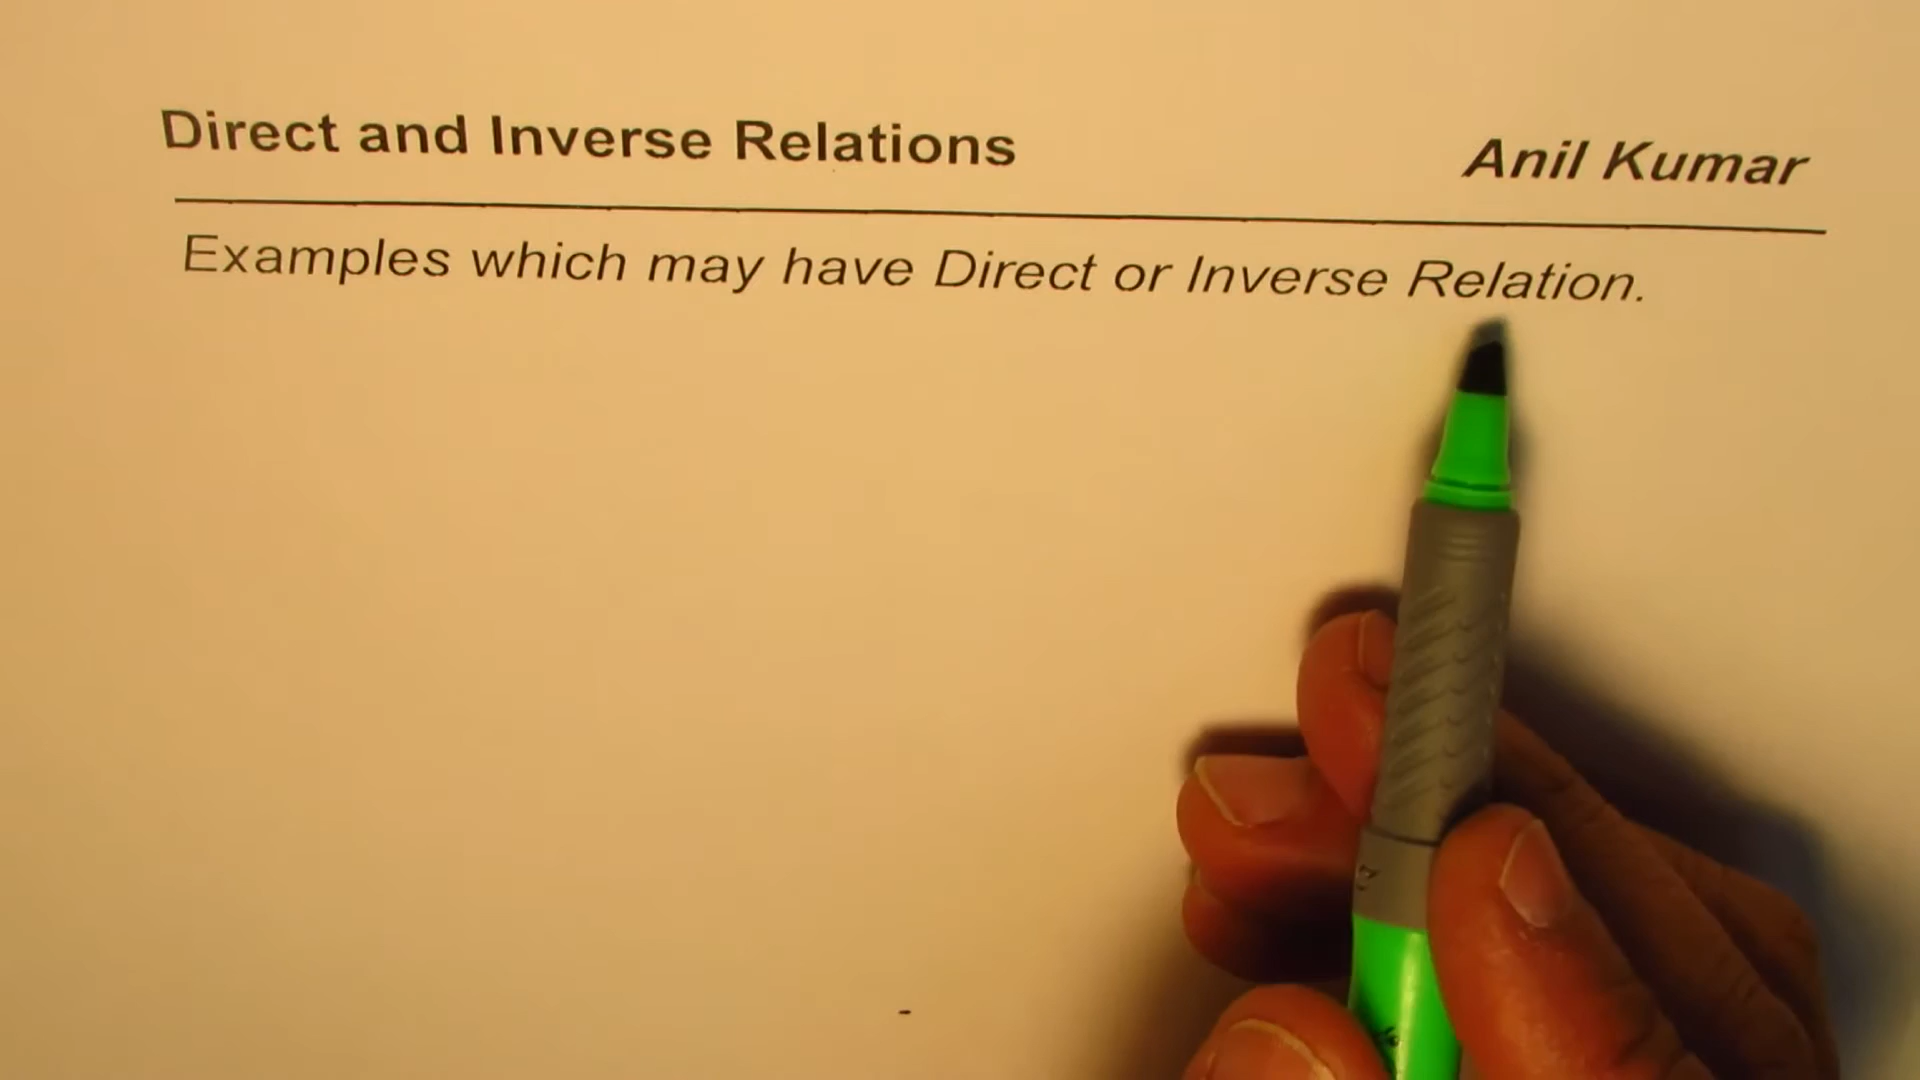 Direct and Inverse Relations
Anil Kumar
Examples which may have Direct or Inverse Relation.